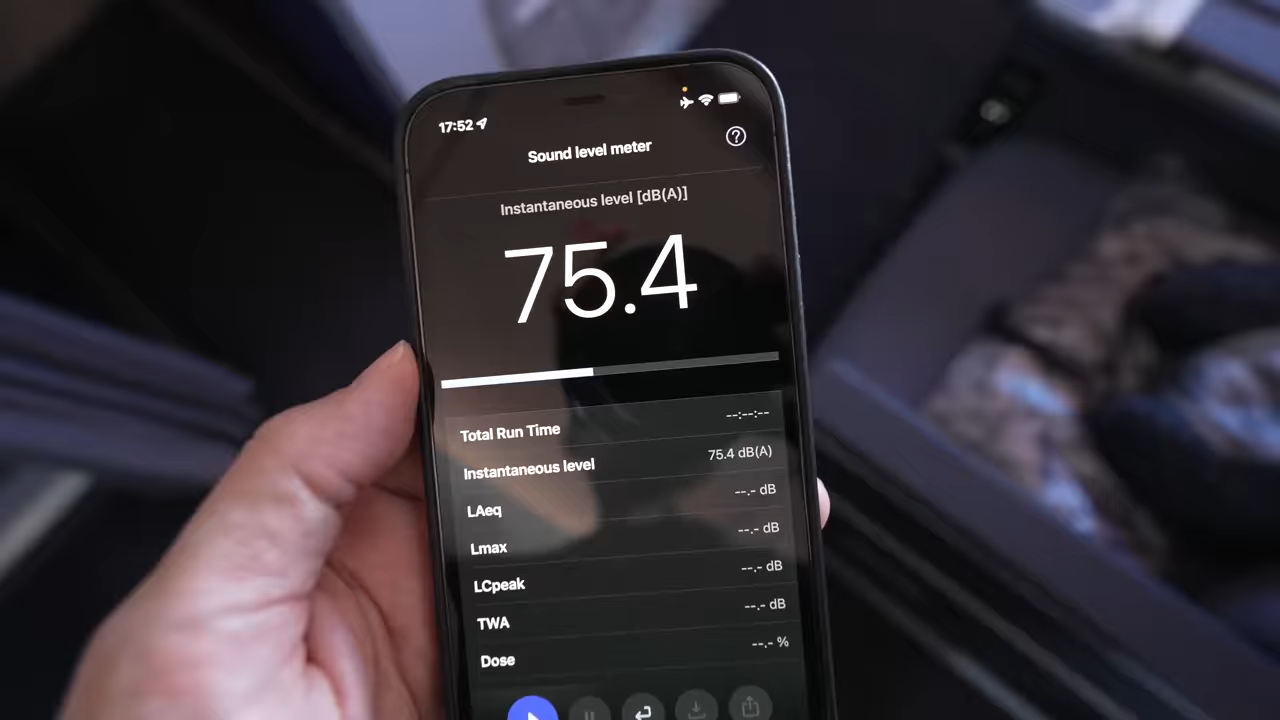 17:52
Sound level meter
?
Instantaneous level [dB(A)]
75.4
Total Run Time --:--:--
Instantaneous level 75.4 dB(A)
LAeq --.- dB
Lmax --.- dB
LCpeak --.- dB
TWA --.- dB
Dose --.- %